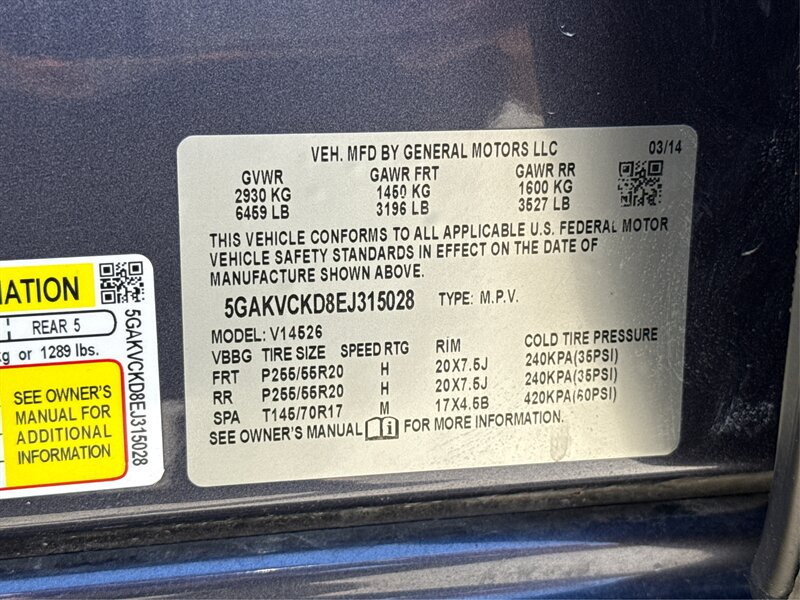 VEH. MFD BY GENERAL MOTORS LLC 03/14
GVWR GAWR FRT GAWR RR
2930 KG 1450 KG 1600 KG
6459 LB 3196 LB 3527 LB
THIS VEHICLE CONFORMS TO ALL APPLICABLE U.S. FEDERAL MOTOR
VEHICLE SAFETY STANDARDS IN EFFECT ON THE DATE OF
MANUFACTURE SHOWN ABOVE.
5GAKVCKD8EJ315028 TYPE: M.P.V.
MODEL: V14526
VBBG TIRE SIZE SPEED RTG RIM COLD TIRE PRESSURE
FRT P255/55R20 H 20X7.5J 240KPA(35PSI)
RR P255/55R20 H 20X7.5J 240KPA(35PSI)
SPA T145/70R17 M 17X4.5B 420KPA(60PSI)
SEE OWNER'S MANUAL i FOR MORE INFORMATION.
MATION
REAR 5
kg or 1289 lbs.
SEE OWNER'S
MANUAL FOR
ADDITIONAL
INFORMATION
5GAKVCKD8EJ315028